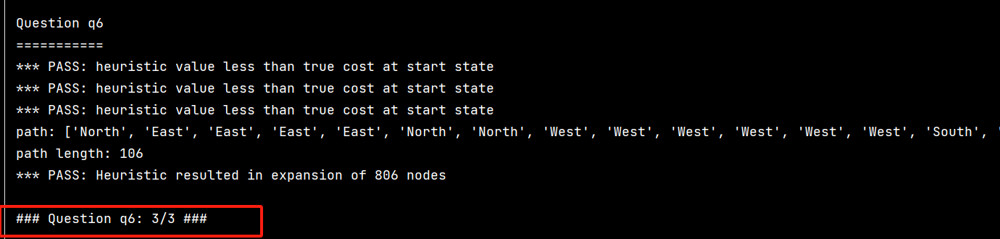 Question q6
===========
*** PASS: heuristic value less than true cost at start state
*** PASS: heuristic value less than true cost at start state
*** PASS: heuristic value less than true cost at start state
path: ['North', 'East', 'East', 'East', 'East', 'North', 'North', 'West', 'West', 'West', 'West', 'West', 'West', 'South', '
path length: 106
*** PASS: Heuristic resulted in expansion of 806 nodes
### Question q6: 3/3 ###